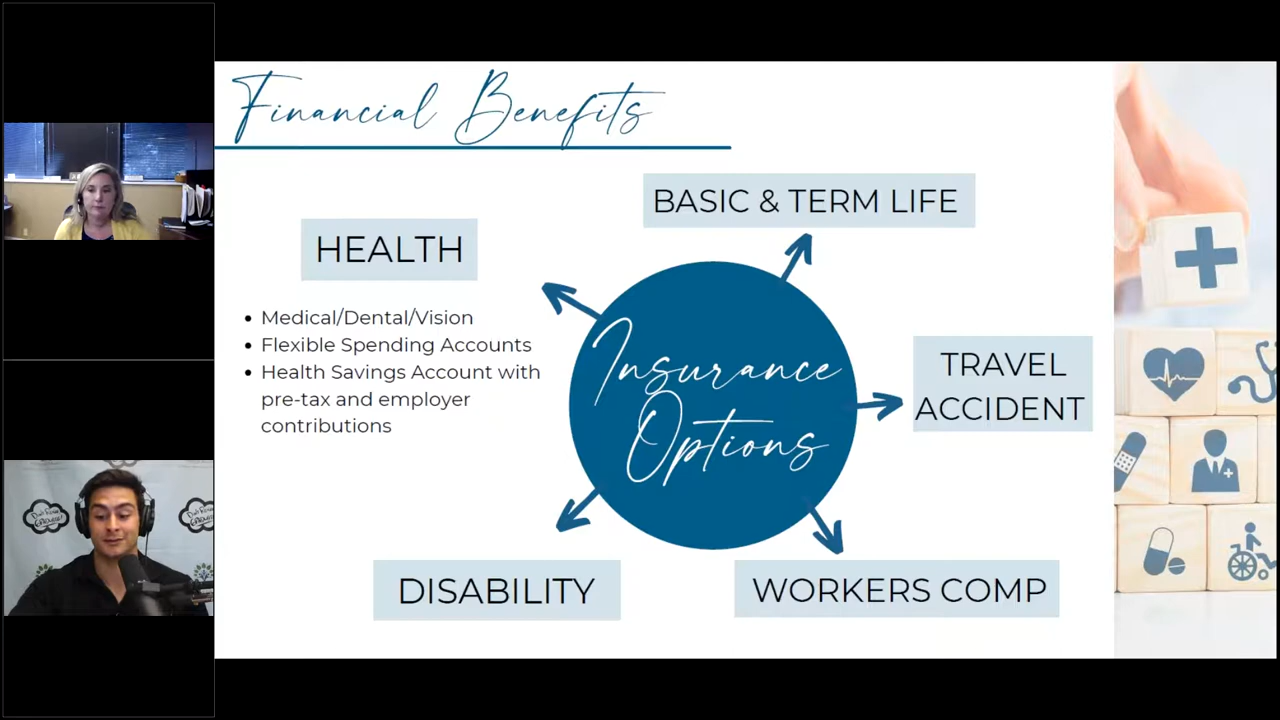 Financial Benefits
BASIC & TERM LIFE
HEALTH
• Medical/Dental/Vision
• Flexible Spending Accounts
• Health Savings Account with
pre-tax and employer
contributions
Insurance
Options
TRAVEL
ACCIDENT
DISABILITY
WORKERS COMP